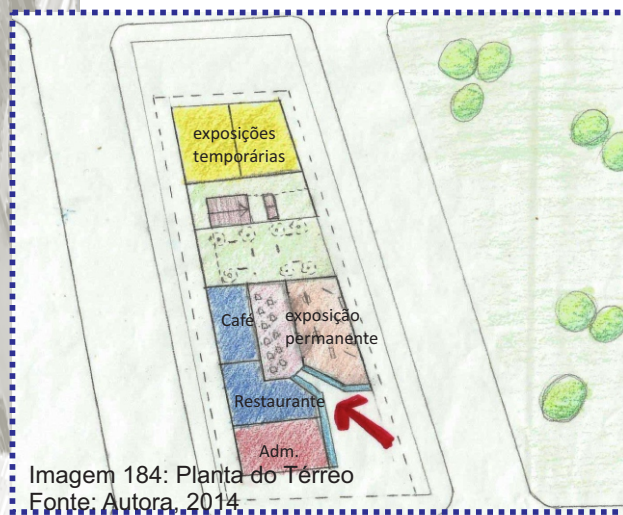 exposições
temporárias
Café
exposição
permanente
Restaurante
Adm.
Imagem 184: Planta do Térreo
Fonte: Autora, 2014